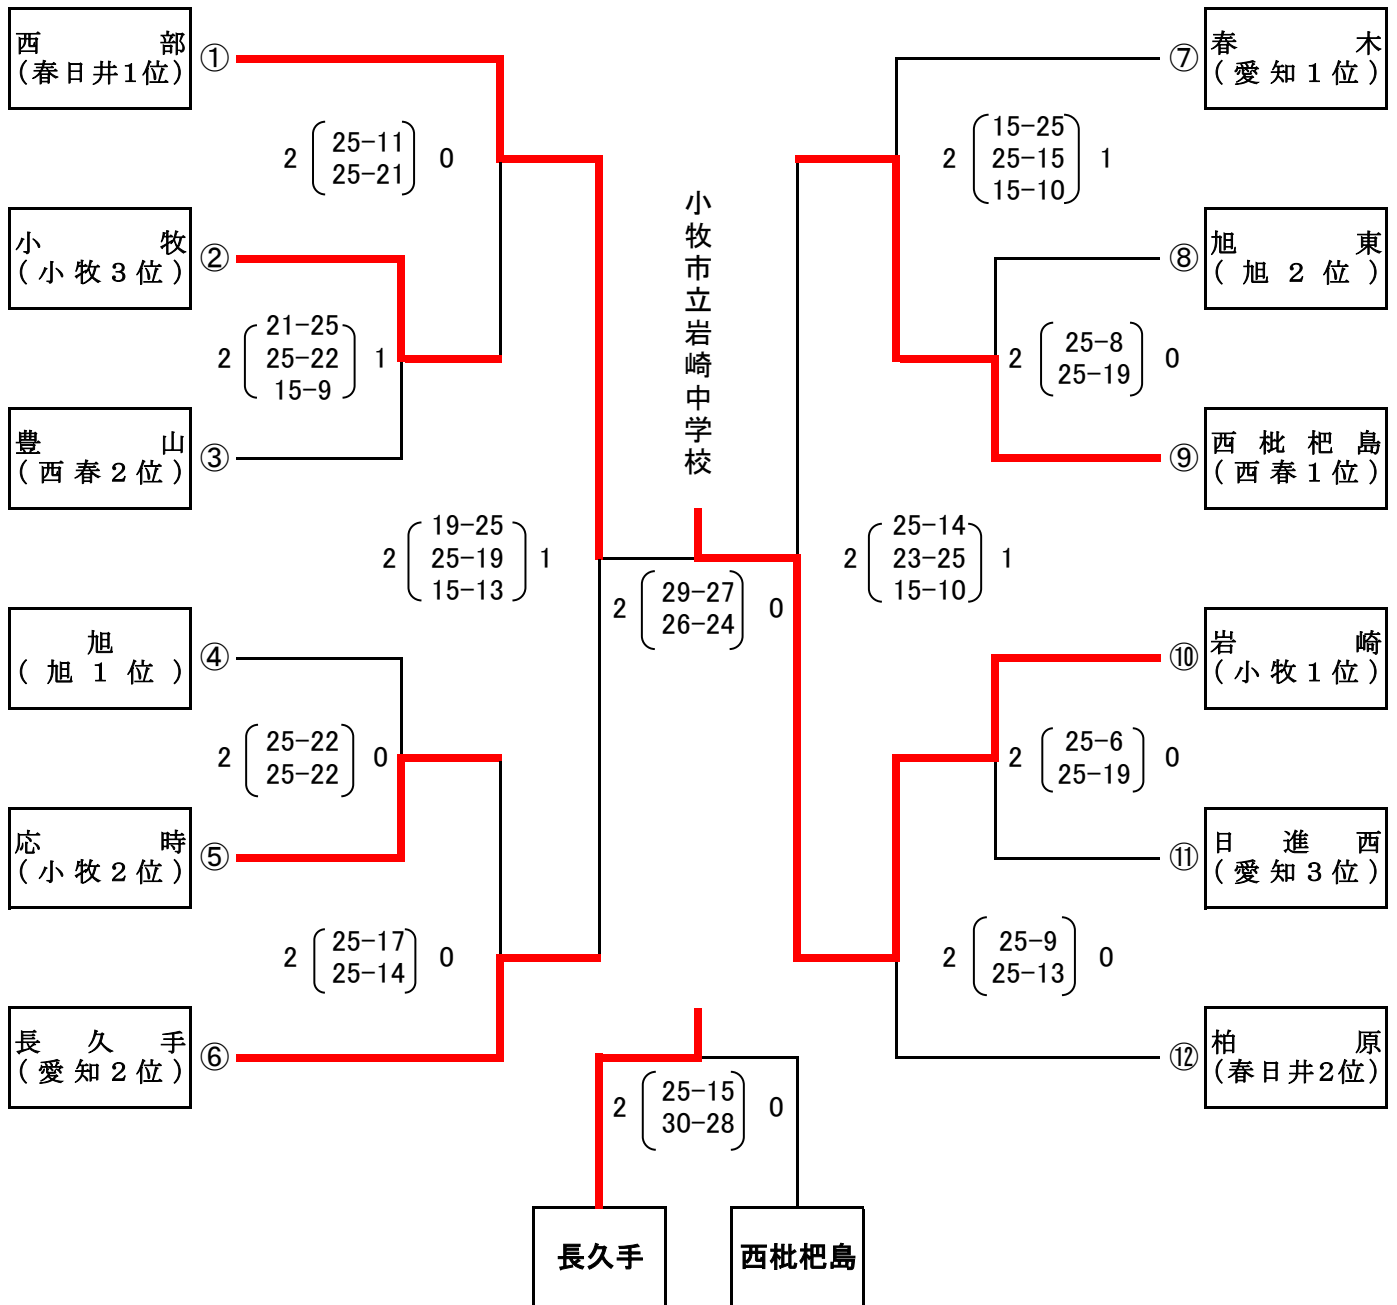 西部
(春日井1位)
①
2
25-11
25-21
0
小牧
(小牧3位)
②
2
21-25
25-22
15-9
1
豊山
(西春2位)
③
2
19-25
25-19
15-13
1
旭
(旭1位)
④
2
25-22
25-22
0
応時
(小牧2位)
⑤
2
25-17
25-14
0
長久手
(愛知2位)
⑥
小牧市立岩崎中学校
2
29-27
26-24
0
⑦
春木
(愛知1位)
2
15-25
25-15
15-10
1
⑧
旭東
(旭2位)
2
25-8
25-19
0
⑨
西枇杷島
(西春1位)
2
25-14
23-25
15-10
1
⑩
岩崎
(小牧1位)
2
25-6
25-19
0
⑪
日進西
(愛知3位)
2
25-9
25-13
0
⑫
柏原
(春日井2位)
2
25-15
30-28
0
長久手
西枇杷島